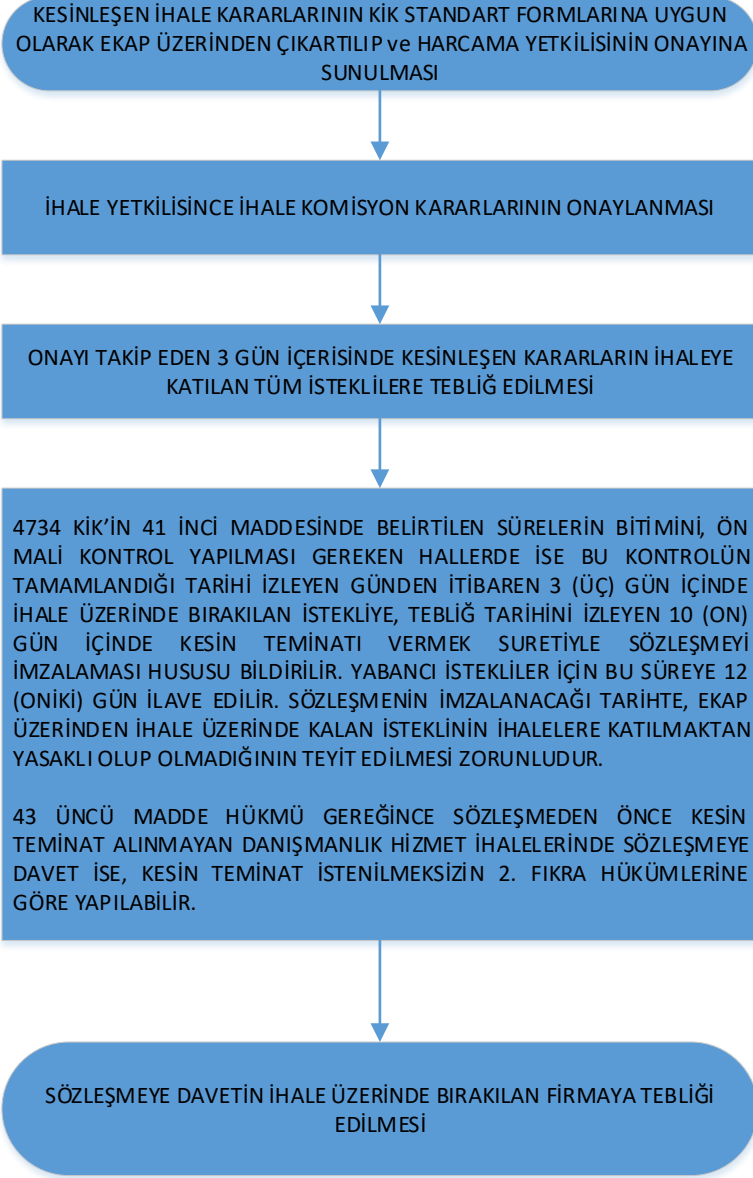 KESİNLEŞEN İHALE KARARLARININ KİK STANDART FORMLARINA UYGUN
OLARAK EKAP ÜZERİNDEN ÇIKARTILIP ve HARCAMA YETKİLİSİNİN ONAYINA
SUNULMASI
İHALE YETKİLİSİNCE İHALE KOMİSYON KARARLARININ ONAYLANMASI
ONAYI TAKİP EDEN 3 GÜN İÇERİSİNDE KESİNLEŞEN KARARLARIN İHALEYE
KATILAN TÜM İSTEKLİLERE TEBLİĞ EDİLMESİ
4734 KİK’İN 41 İNCİ MADDESİNDE BELİRTİLEN SÜRELERİN BİTİMİNİ, ÖN
MALİ KONTROL YAPILMASI GEREKEN HALLERDE İSE BU KONTROLÜN
TAMAMLANDIĞI TARİHİ İZLEYEN GÜNDEN İTİBAREN 3 (ÜÇ) GÜN İÇİNDE
İHALE ÜZERİNDE BIRAKILAN İSTEKLİYE, TEBLİĞ TARİHİNİ İZLEYEN 10 (ON)
GÜN İÇİNDE KESİN TEMİNATI VERMEK SURETİYLE SÖZLEŞMEYİ
İMZALAMASI HUSUSU BİLDİRİLİR. YABANCI İSTEKLİLER İÇİN BU SÜREYE 12
(ONİKİ) GÜN İLAVE EDİLİR. SÖZLEŞMENİN İMZALANACAĞI TARİHTE, EKAP
ÜZERİNDEN İHALE ÜZERİNDE KALAN İSTEKLİNİN İHALELERE KATILMAKTAN
YASAKLI OLUP OLMADIĞININ TEYİT EDİLMESİ ZORUNLUDUR.
43 ÜNCÜ MADDE HÜKMÜ GEREĞİNCE SÖZLEŞMEDEN ÖNCE KESİN
TEMİNAT ALINMAYAN DANIŞMANLIK HİZMET İHALELERİNDE SÖZLEŞMEYE
DAVET İSE, KESİN TEMİNAT İSTENİLMEKSİZİN 2. FIKRA HÜKÜMLERİNE
GÖRE YAPILABİLİR.
SÖZLEŞMEYE DAVETİN İHALE ÜZERİNDE BIRAKILAN FİRMAYA TEBLİĞİ
EDİLMESİ